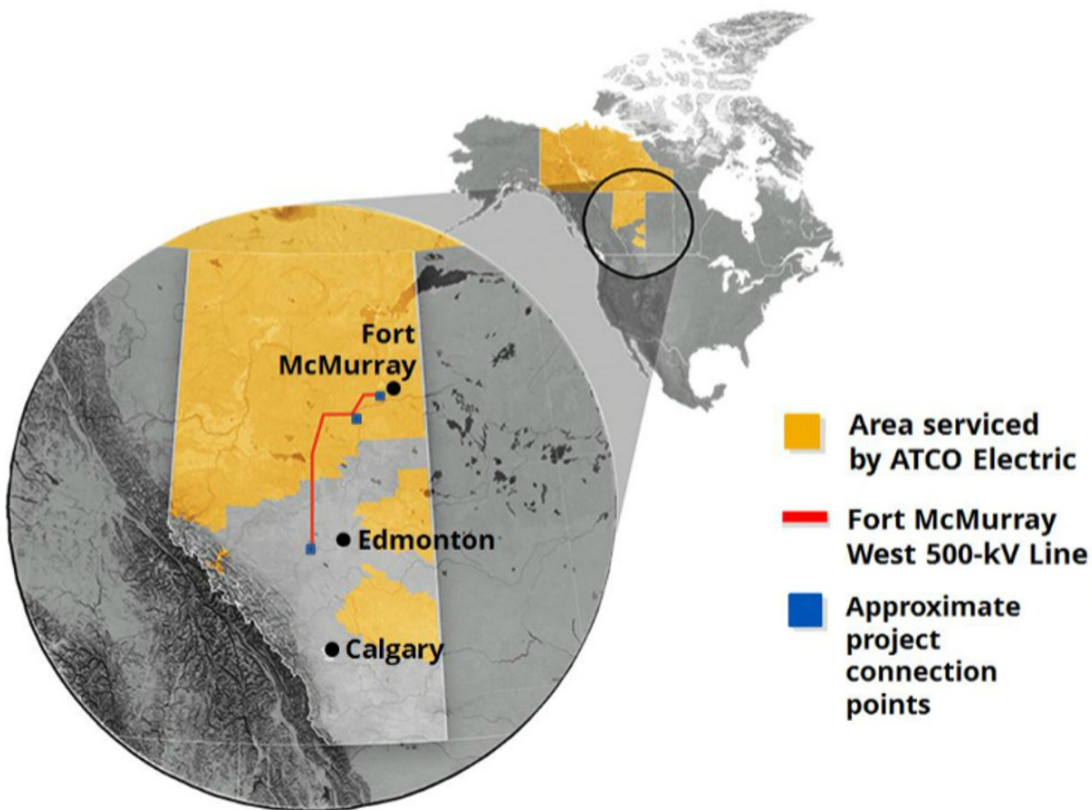 Fort
McMurray
Edmonton
Calgary
Area serviced
by ATCO Electric
Fort McMurray
West 500-kV Line
Approximate
project
connection
points